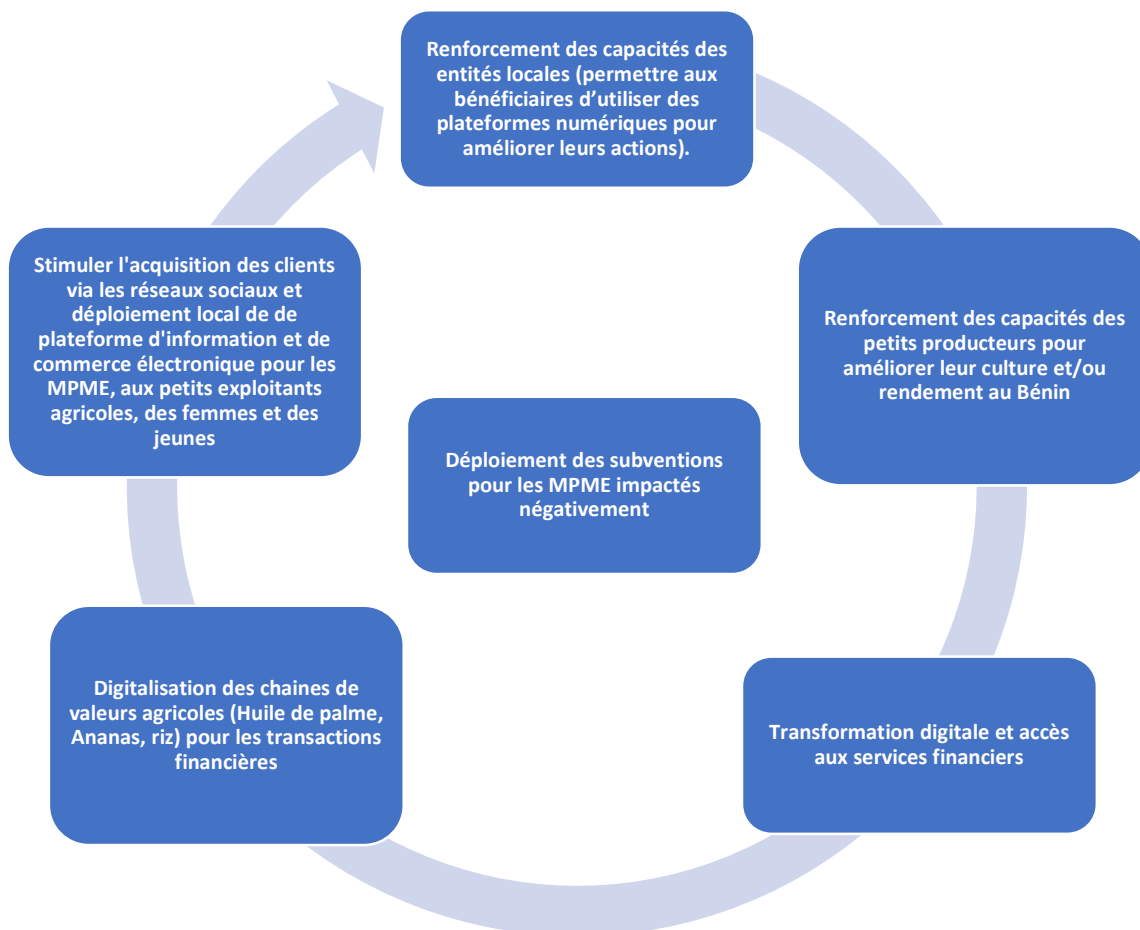 Renforcement des capacités des
entités locales (permettre aux
bénéficiaires d’utiliser des
plateformes numériques pour
améliorer leurs actions).
Renforcement des capacités des
petits producteurs pour
améliorer leur culture et/ou
rendement au Bénin
Transformation digitale et accès
aux services financiers
Digitalisation des chaines de
valeurs agricoles (Huile de palme,
Ananas, riz) pour les transactions
financières
Stimuler l'acquisition des clients
via les réseaux sociaux et
déploiement local de de
plateforme d'information et de
commerce électronique pour les
MPME, aux petits exploitants
agricoles, des femmes et des
jeunes
Déploiement des subventions
pour les MPME impactés
négativement